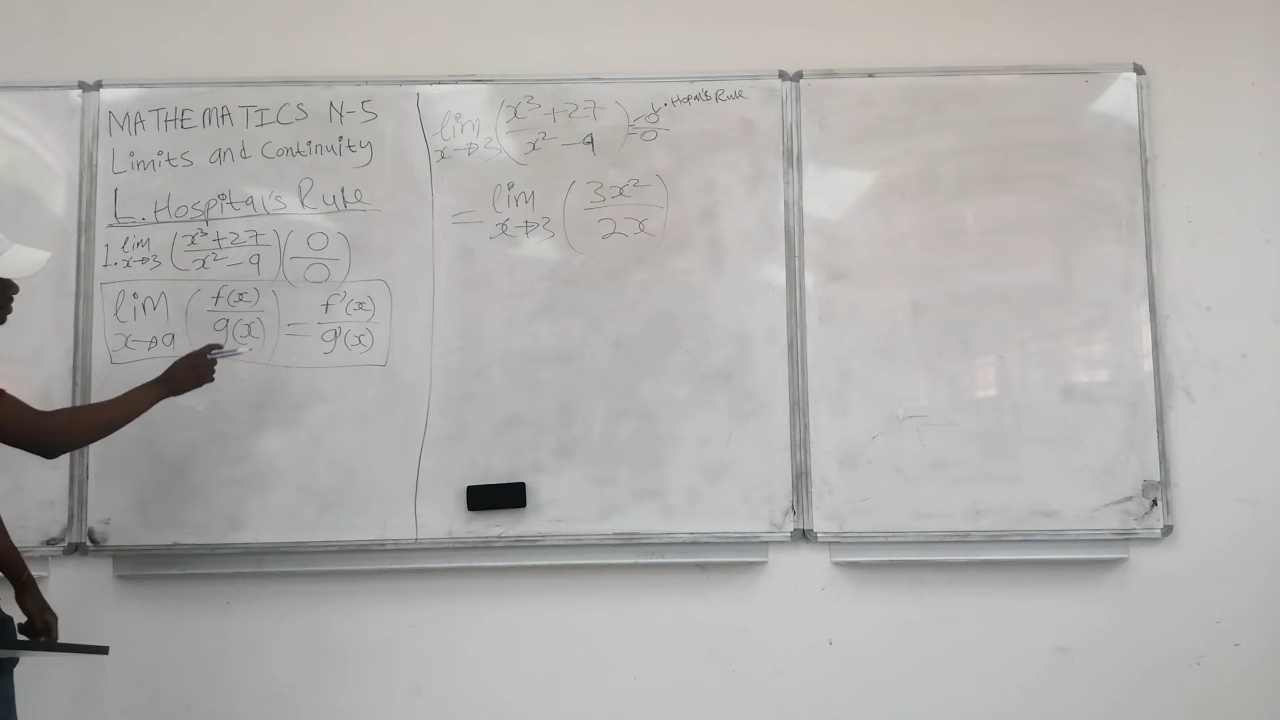 MATHEMATICS N-5
Limits and Continuity
L. Hospital's Rule
1. lim x→3 (x³+27 / x²-9) (0/0)
lim x→a (f(x) / g(x)) = f'(x) / g'(x)
lim x→3 (x³+27 / x²-9) = 0/0 . Hopital's Rule
= lim x→3 (3x² / 2x)